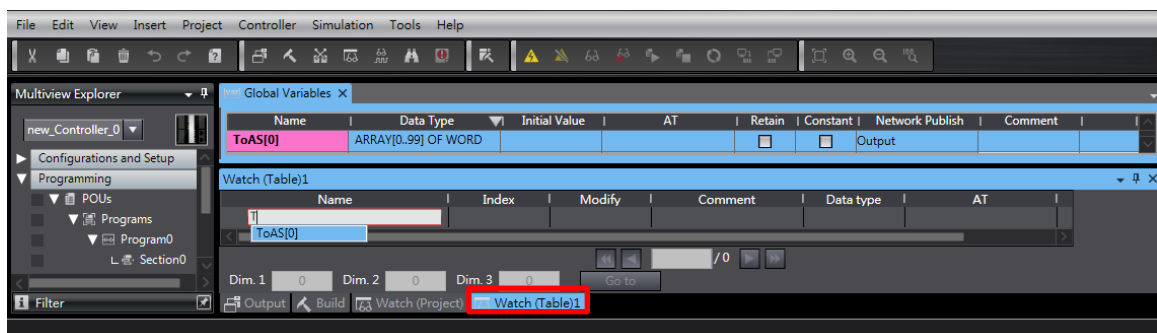 File Edit View Insert Project Controller Simulation Tools Help
Multiview Explorer
new_Controller_0
Configurations and Setup
Programming
POUs
Programs
Program0
Section0
Filter
Global Variables
Name Data Type Initial Value AT Retain Constant Network Publish Comment
ToAS[0] ARRAY[0..99] OF WORD Output
Watch (Table)1
Name Index Modify Comment Data type AT
T
ToAS[0]
/ 0
Dim. 1 0 Dim. 2 0 Dim. 3 0 Go to
Output Build Watch (Project) Watch (Table)1